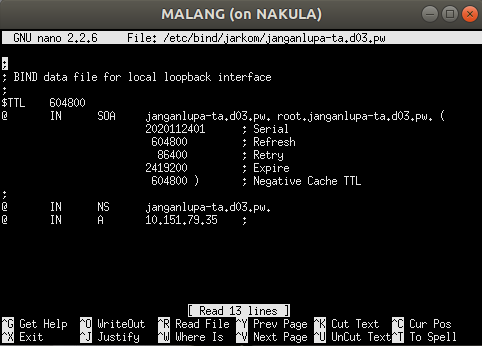 MALANG (on NAKULA)
GNU nano 2.2.6 File: /etc/bind/jarkom/janganlupa-ta.d03.pw
;
; BIND data file for local loopback interface
;
$TTL 604800
@ IN SOA janganlupa-ta.d03.pw. root.janganlupa-ta.d03.pw. (
2020112401 ; Serial
604800 ; Refresh
86400 ; Retry
2419200 ; Expire
604800 ) ; Negative Cache TTL
;
@ IN NS janganlupa-ta.d03.pw.
@ IN A 10.151.79.35 ;
[ Read 13 lines ]
^G Get Help ^O WriteOut ^R Read File ^Y Prev Page ^K Cut Text ^C Cur Pos
^X Exit ^J Justify ^W Where Is ^V Next Page ^U UnCut Text ^T To Spell